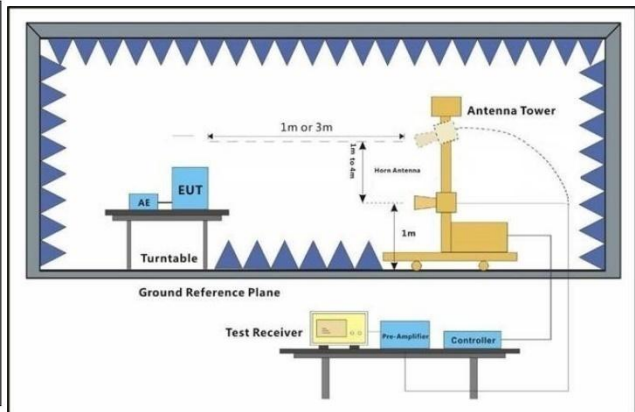 1m or 3m
Antenna Tower
1m to 4m
Horn Antenna
EUT
AE
1m
Turntable
Ground Reference Plane
Test Receiver
Pre-Amplifier
Controller